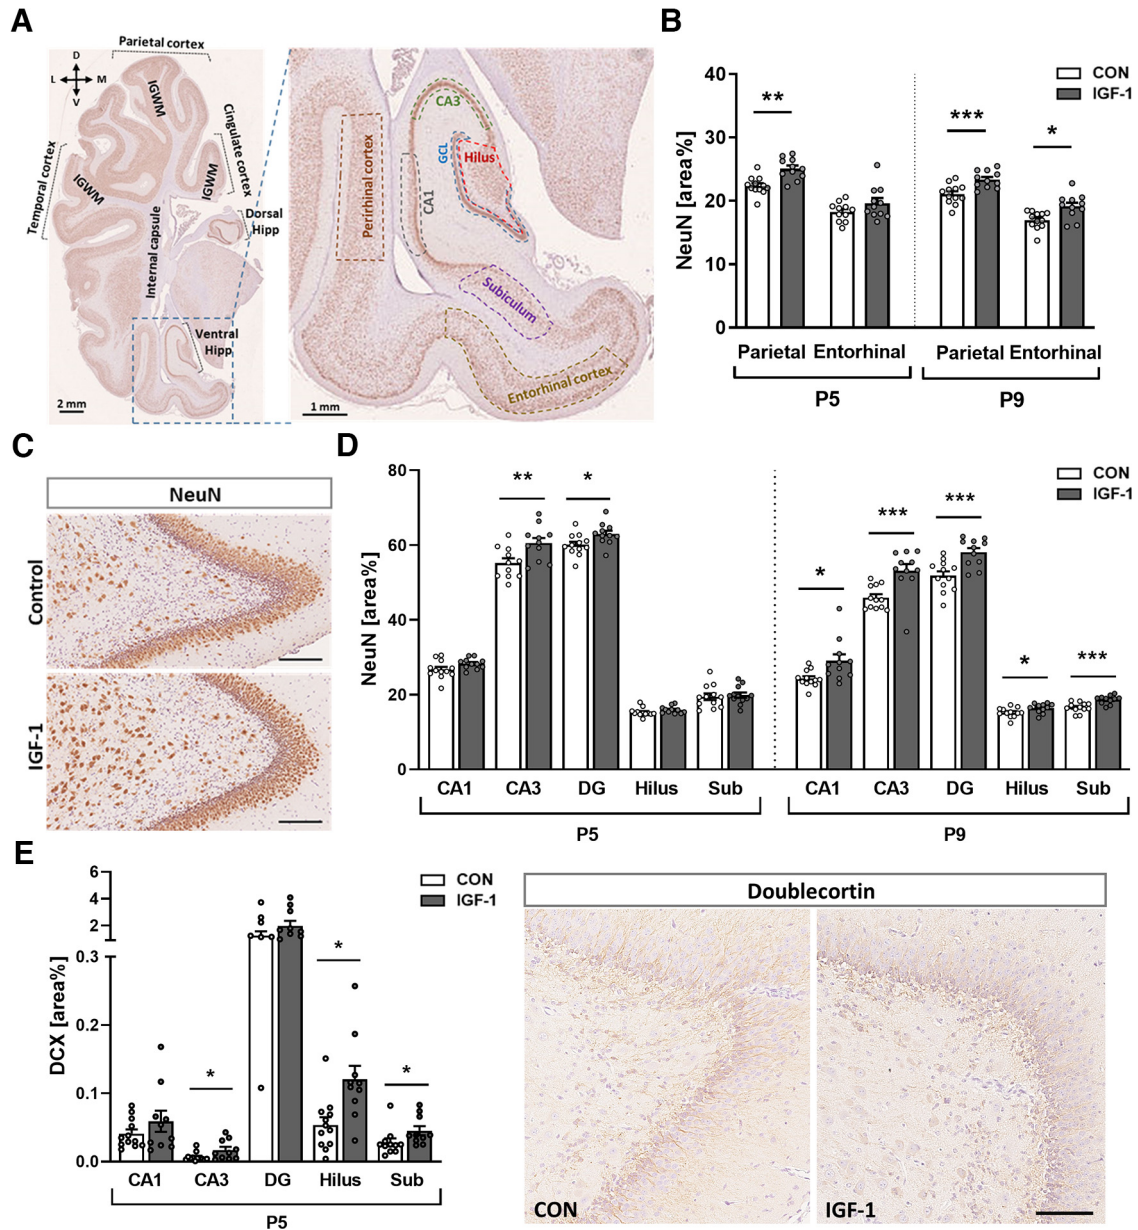 A
Parietal cortex
D
L
M
V
IGWM
Cingulate cortex
Temporal cortex
IGWM
IGWM
Dorsal
Hipp
Internal capsule
Ventral
Hipp
2 mm
CA3
GCL
Hilus
Perirhinal cortex
CA1
Subiculum
Entorhinal cortex
1 mm
B
CON
IGF-1
NeuN [area%]
40
30
20
10
0
** *** *
Parietal Entorhinal Parietal Entorhinal
P5 P9
C
NeuN
Control
IGF-1
D
CON
IGF-1
NeuN [area%]
80
60
40
20
0
** * * *** *** * ***
CA1 CA3 DG Hilus Sub CA1 CA3 DG Hilus Sub
P5 P9
E
CON
IGF-1
DCX [area%]
6
4
2
0.3
0.2
0.1
0.0
* * *
CA1 CA3 DG Hilus Sub
P5
Doublecortin
CON
IGF-1